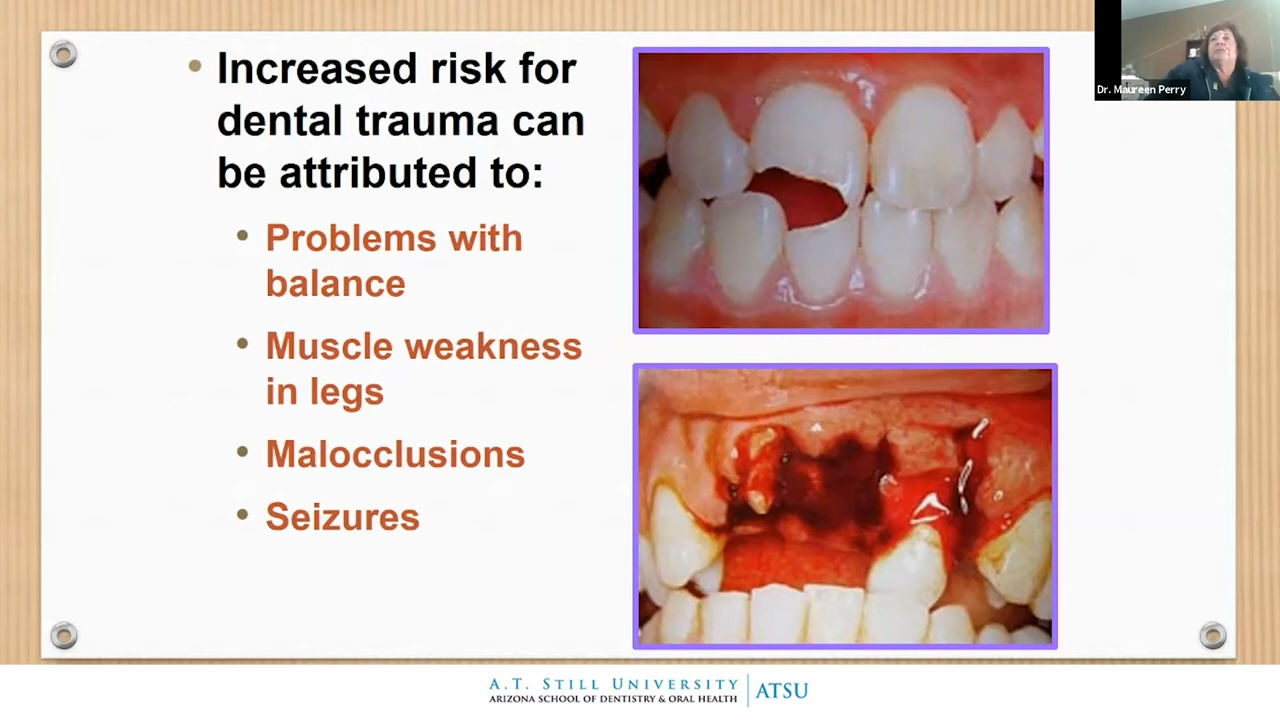 Increased risk for
dental trauma can
be attributed to:
Problems with
balance
Muscle weakness
in legs
Malocclusions
Seizures
Dr. Maureen Perry
A.T. STILL UNIVERSITY
ARIZONA SCHOOL OF DENTISTRY & ORAL HEALTH
ATSU